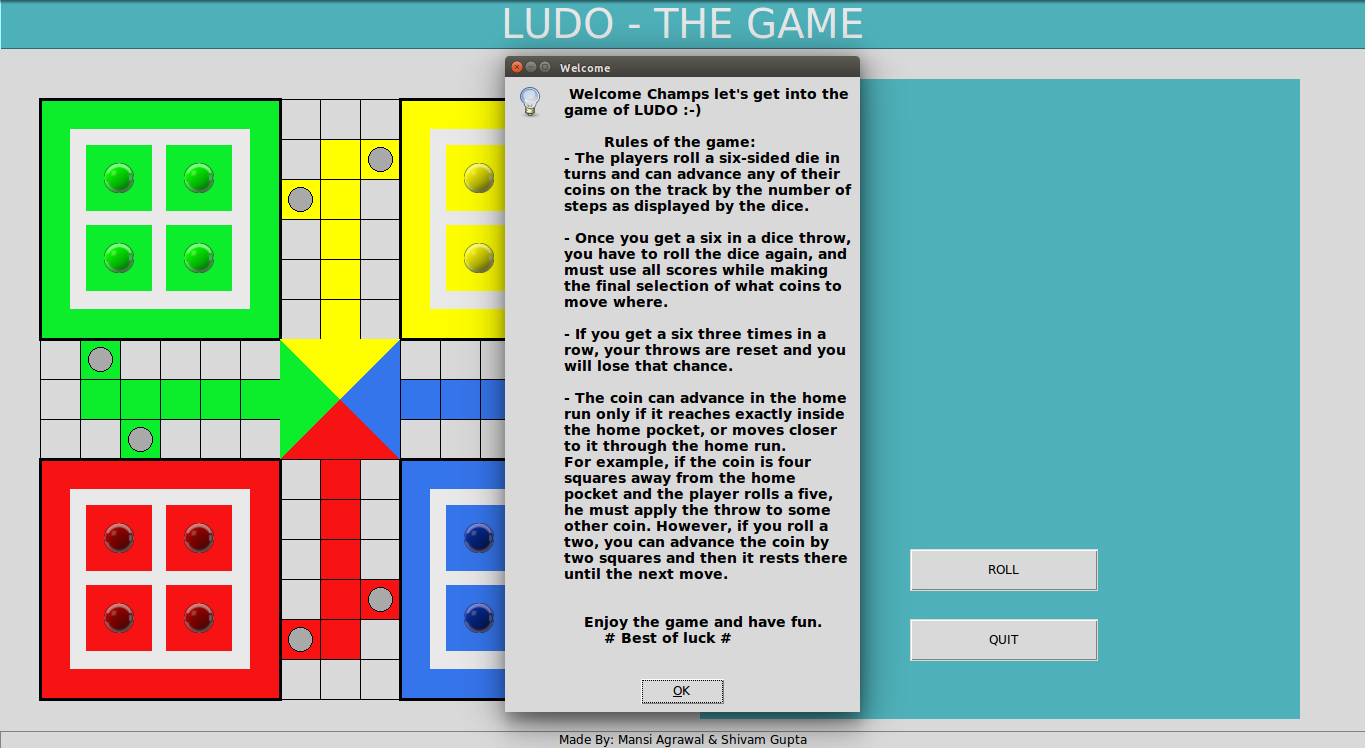 LUDO - THE GAME
Welcome
Welcome Champs let's get into the
game of LUDO :-)
Rules of the game:
- The players roll a six-sided die in
turns and can advance any of their
coins on the track by the number of
steps as displayed by the dice.
- Once you get a six in a dice throw,
you have to roll the dice again, and
must use all scores while making
the final selection of what coins to
move where.
- If you get a six three times in a
row, your throws are reset and you
will lose that chance.
- The coin can advance in the home
run only if it reaches exactly inside
the home pocket, or moves closer
to it through the home run.
For example, if the coin is four
squares away from the home
pocket and the player rolls a five,
he must apply the throw to some
other coin. However, if you roll a
two, you can advance the coin by
two squares and then it rests there
until the next move.
Enjoy the game and have fun.
# Best of luck #
OK
ROLL
QUIT
Made By: Mansi Agrawal & Shivam Gupta